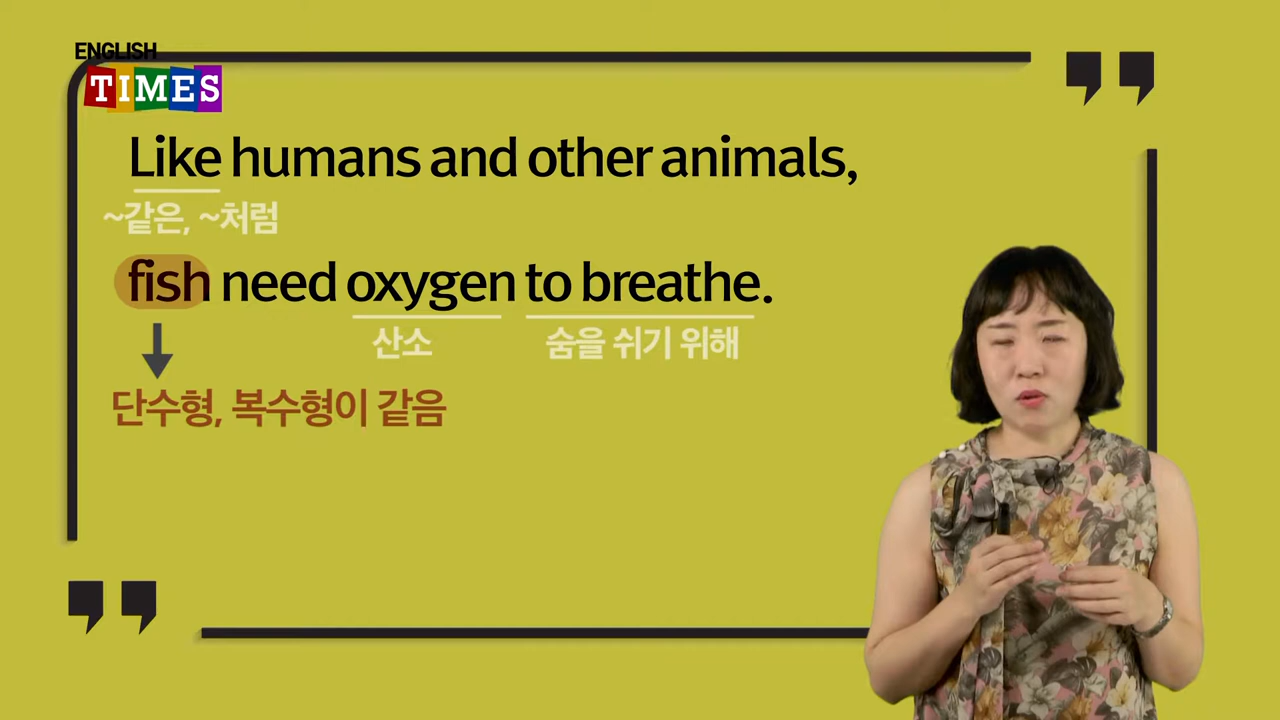 ENGLISH
TIMES
Like humans and other animals,
~같은, ~처럼
fish need oxygen to breathe.
산소 숨을 쉬기 위해
단수형, 복수형이 같음